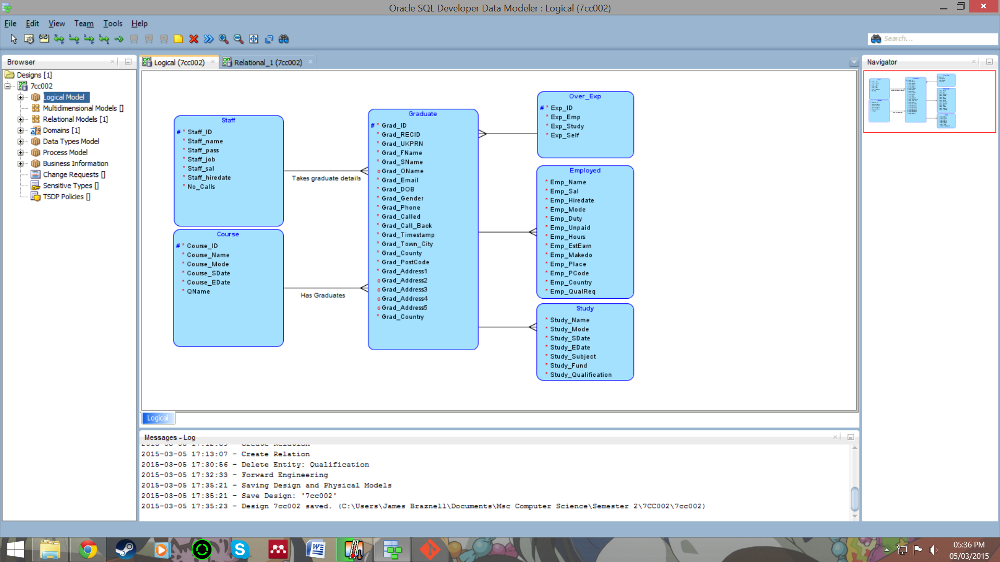 Oracle SQL Developer Data Modeler : Logical (7cc002)
File Edit View Team Tools Help
Search...
Browser
Designs [1]
7cc002
Logical Model
Multidimensional Models []
Relational Models [1]
Domains [1]
Data Types Model
Process Model
Business Information
Change Requests []
Sensitive Types []
TSDP Policies []
Logical (7cc002) Relational_1 (7cc002)
Staff
# * Staff_ID
* Staff_name
* Staff_pass
* Staff_job
* Staff_sal
* Staff_hiredate
* No_Calls
Course
# * Course_ID
* Course_Name
* Course_Mode
* Course_SDate
* Course_EDate
* QName
Takes graduate details
Has Graduates
Graduate
# * Grad_ID
* Grad_RECID
* Grad_UKPRN
* Grad_FName
* Grad_SName
o Grad_OName
* Grad_Email
* Grad_DOB
* Grad_Gender
* Grad_Phone
* Grad_Called
* Grad_Call_Back
* Grad_Timestamp
* Grad_Town_City
* Grad_County
* Grad_PostCode
* Grad_Address1
o Grad_Address2
o Grad_Address3
o Grad_Address4
o Grad_Address5
* Grad_Country
Over_Exp
# * Exp_ID
* Exp_Emp
* Exp_Study
* Exp_Self
Employed
* Emp_Name
* Emp_Sal
* Emp_Hiredate
* Emp_Mode
* Emp_Duty
* Emp_Unpaid
* Emp_Hours
* Emp_EstEarn
* Emp_Makedo
* Emp_Place
* Emp_PCode
* Emp_Country
* Emp_QualReq
Study
* Study_Name
* Study_Mode
* Study_SDate
* Study_EDate
* Study_Subject
* Study_Fund
* Study_Qualification
Navigator
Logical
Messages - Log
2015-03-05 17:13:07 - Create Relation
2015-03-05 17:30:56 - Delete Entity: Qualification
2015-03-05 17:32:33 - Forward Engineering
2015-03-05 17:35:21 - Saving Design and Physical Models
2015-03-05 17:35:21 - Save Design: '7cc002'
2015-03-05 17:35:23 - Design 7cc002 saved. (C:\Users\James Braznell\Documents\Msc Computer Science\Semester 2\7CC002\7cc002)
05:36 PM
05/03/2015